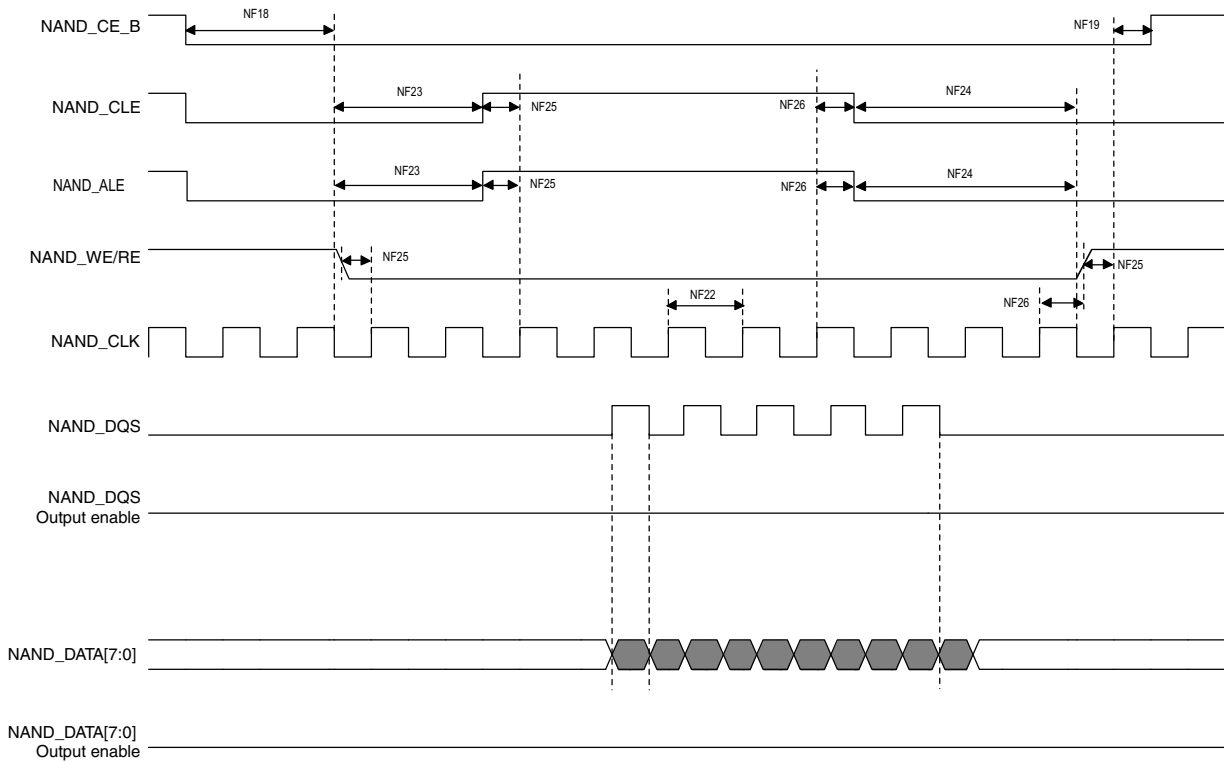 NAND_CE_B
NF18
NF19
NAND_CLE
NF23
NF25
NF26
NF24
NAND_ALE
NF23
NF25
NF26
NF24
NAND_WE/RE
NF25
NF25
NF22
NF26
NAND_CLK
NAND_DQS
NAND_DQS
Output enable
NAND_DATA[7:0]
NAND_DATA[7:0]
Output enable